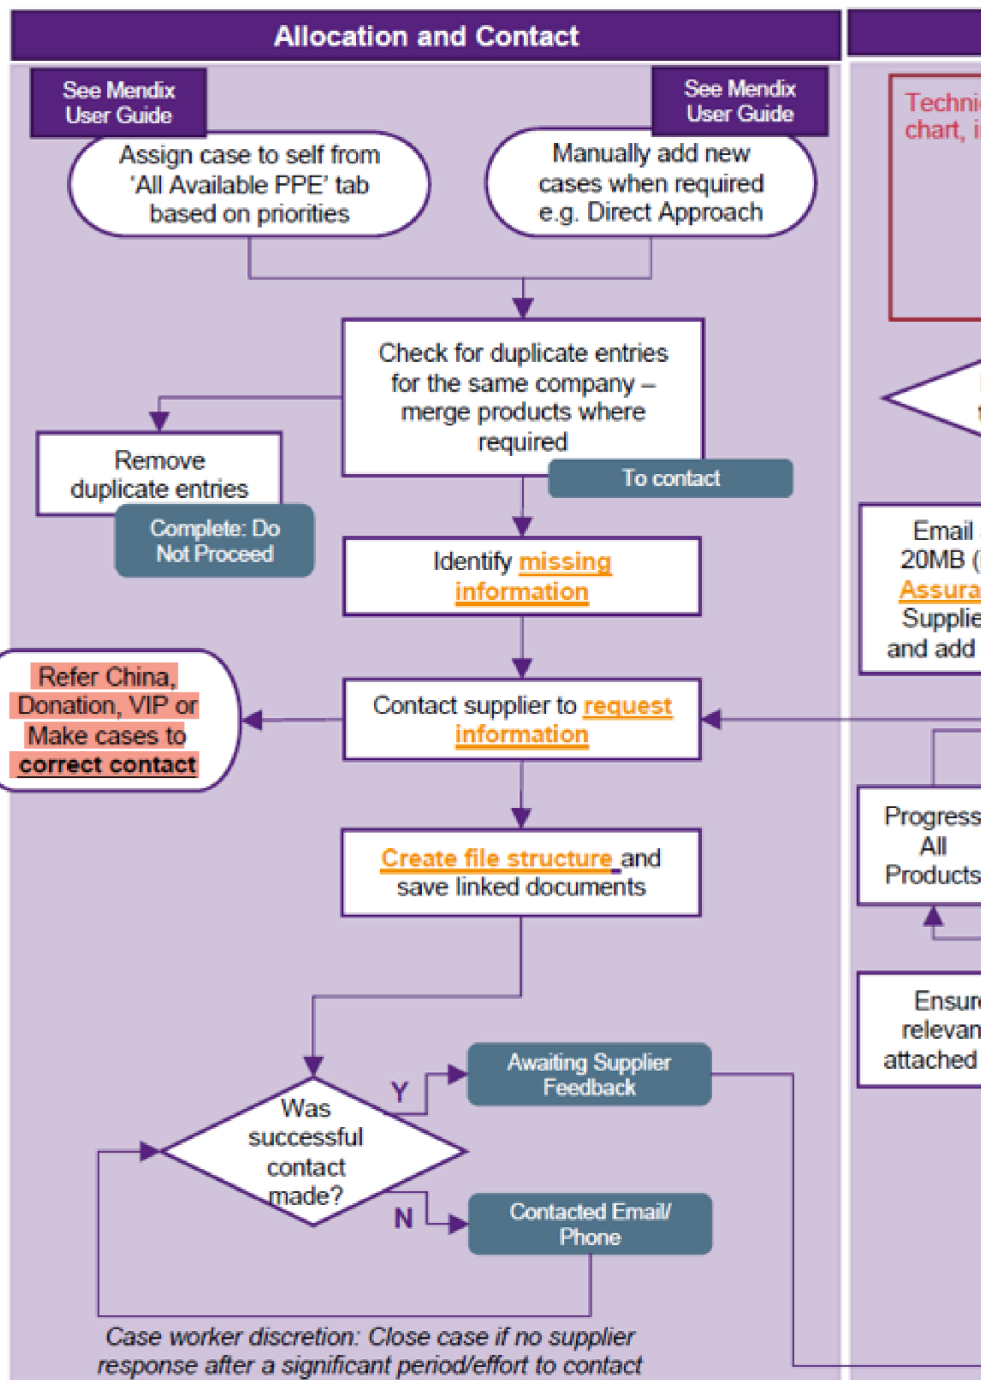 Allocation and Contact
See Mendix
User Guide
See Mendix
User Guide
Assign case to self from
‘All Available PPE’ tab
based on priorities
Manually add new
cases when required
e.g. Direct Approach
Check for duplicate entries
for the same company –
merge products where
required
To contact
Remove
duplicate entries
Complete: Do
Not Proceed
Identify missing
information
Refer China,
Donation, VIP or
Make cases to
correct contact
Contact supplier to request
information
Create file structure and
save linked documents
Was
successful
contact
made?
Y
Awaiting Supplier
Feedback
N
Contacted Email/
Phone
Case worker discretion: Close case if no supplier
response after a significant period/effort to contact
chart,
Email
20MB
and add
Progress
All
Products
attached